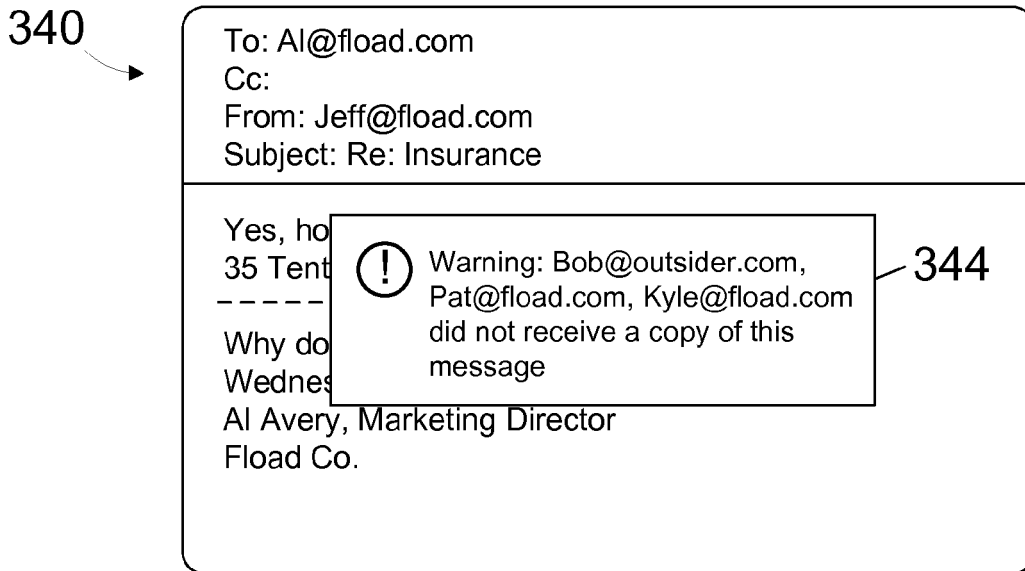 340
To: Al@fload.com
Cc:
From: Jeff@fload.com
Subject: Re: Insurance
Yes, ho
35 Tent
Warning: Bob@outsider.com,
Pat@fload.com, Kyle@fload.com
did not receive a copy of this
message
344
Why do
Wednes
Al Avery, Marketing Director
Fload Co.